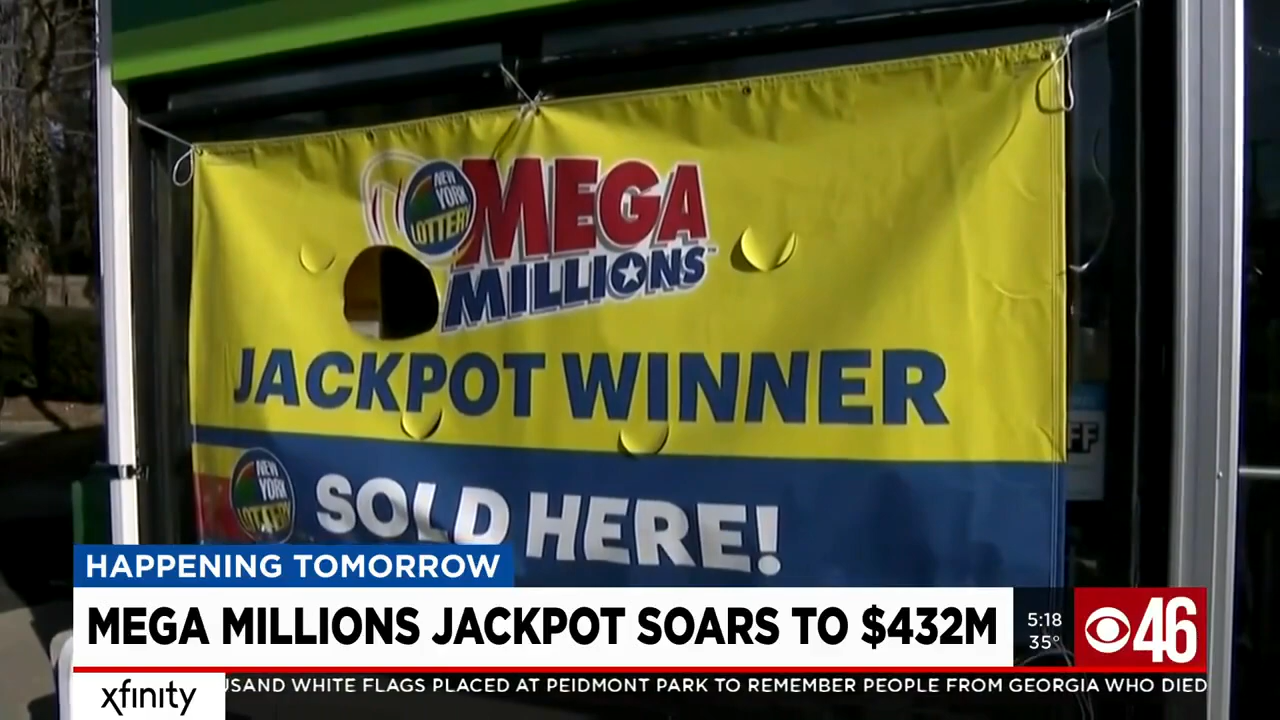 NEW
YORK
LOTTERY
MEGA
MILLIONS
JACKPOT WINNER
NEW
YORK
LOTTERY
SOLD HERE!
FF
HAPPENING TOMORROW
MEGA MILLIONS JACKPOT SOARS TO $432M
5:18
35°
46
xfinity
USAND WHITE FLAGS PLACED AT PEIDMONT PARK TO REMEMBER PEOPLE FROM GEORGIA WHO DIED